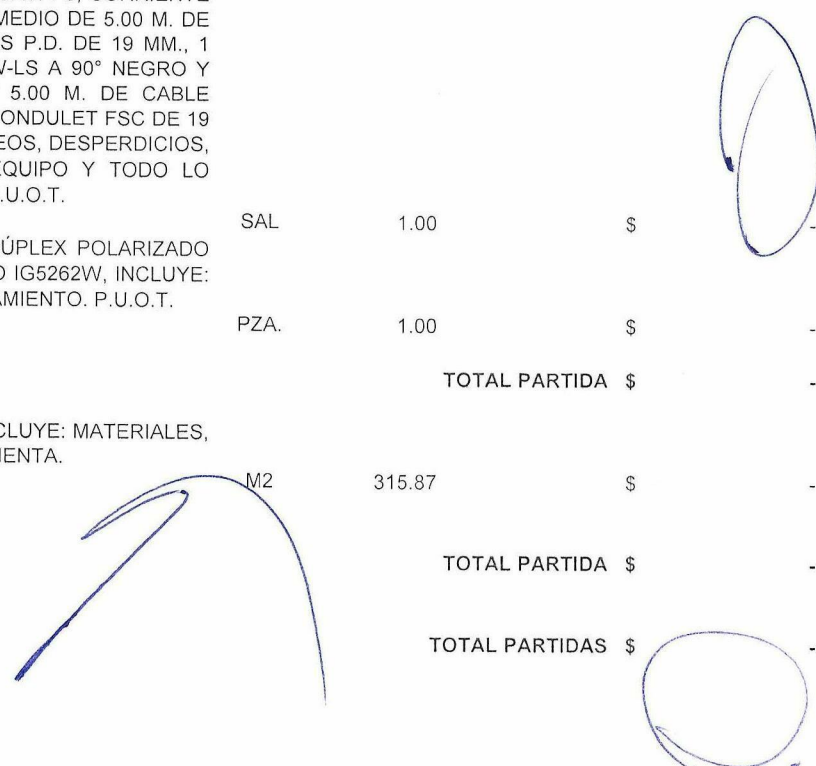 MEDIO DE 5.00 M. DE
S P.D. DE 19 MM., 1
-LS A 90° NEGRO Y
5.00 M. DE CABLE
ONDULET FSC DE 19
EOS, DESPERDICIOS,
EQUIPO Y TODO LO
.U.O.T.
SAL 1.00 $ -
ÚPLEX POLARIZADO
IG5262W, INCLUYE:
AMIENTO. P.U.O.T.
PZA. 1.00 $ -
TOTAL PARTIDA $ -
CLUYE: MATERIALES,
IENTA.
M2 315.87 $ -
TOTAL PARTIDA $ -
TOTAL PARTIDAS $ -